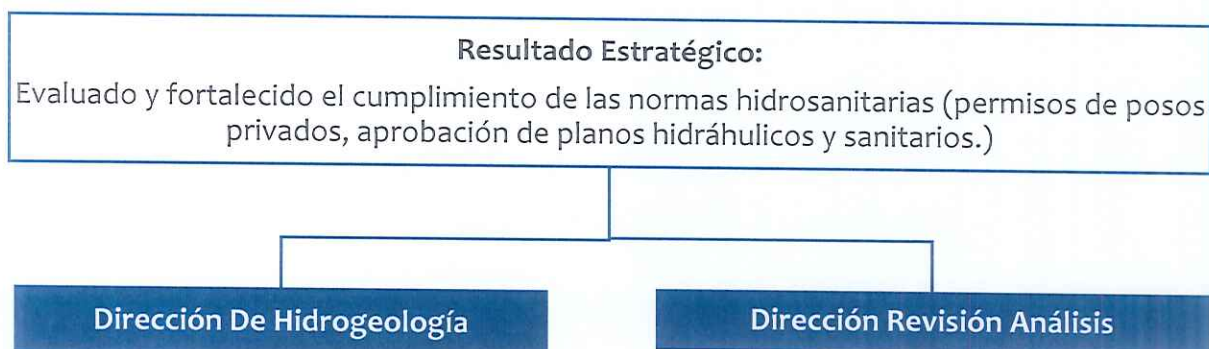 Resultado Estratégico:
Evaluado y fortalecido el cumplimiento de las normas hidrosanitarias (permisos de posos
privados, aprobación de planos hidráhulicos y sanitarios.)
Dirección De Hidrogeología
Dirección Revisión Análisis